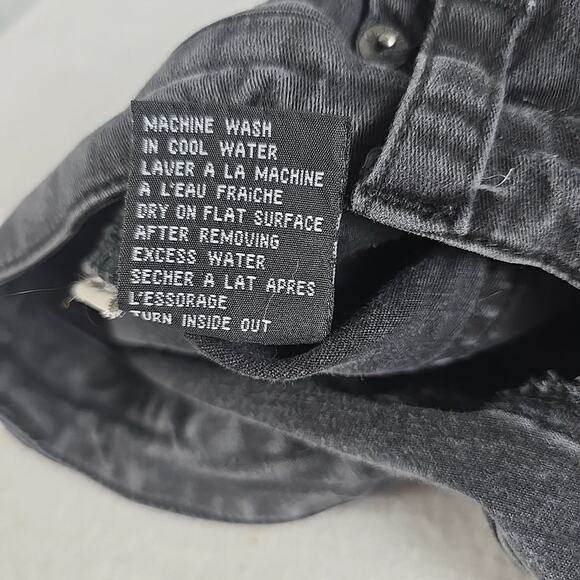 MACHINE WASH
IN COOL WATER
LAVER A LA MACHINE
A L'EAU FRAiCHE
DRY ON FLAT SURFACE
AFTER REMOVING
EXCESS WATER
SECHER A LAT APRES
L'ESSORAGE
TURN INSIDE OUT